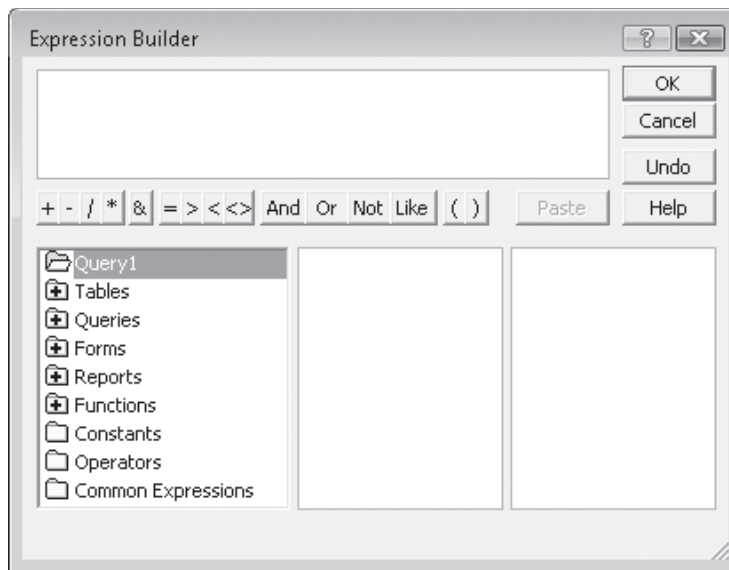 Expression Builder
OK
Cancel
Undo
+ - / * & = > < <> And Or Not Like ( ) Paste Help
Query1
Tables
Queries
Forms
Reports
Functions
Constants
Operators
Common Expressions